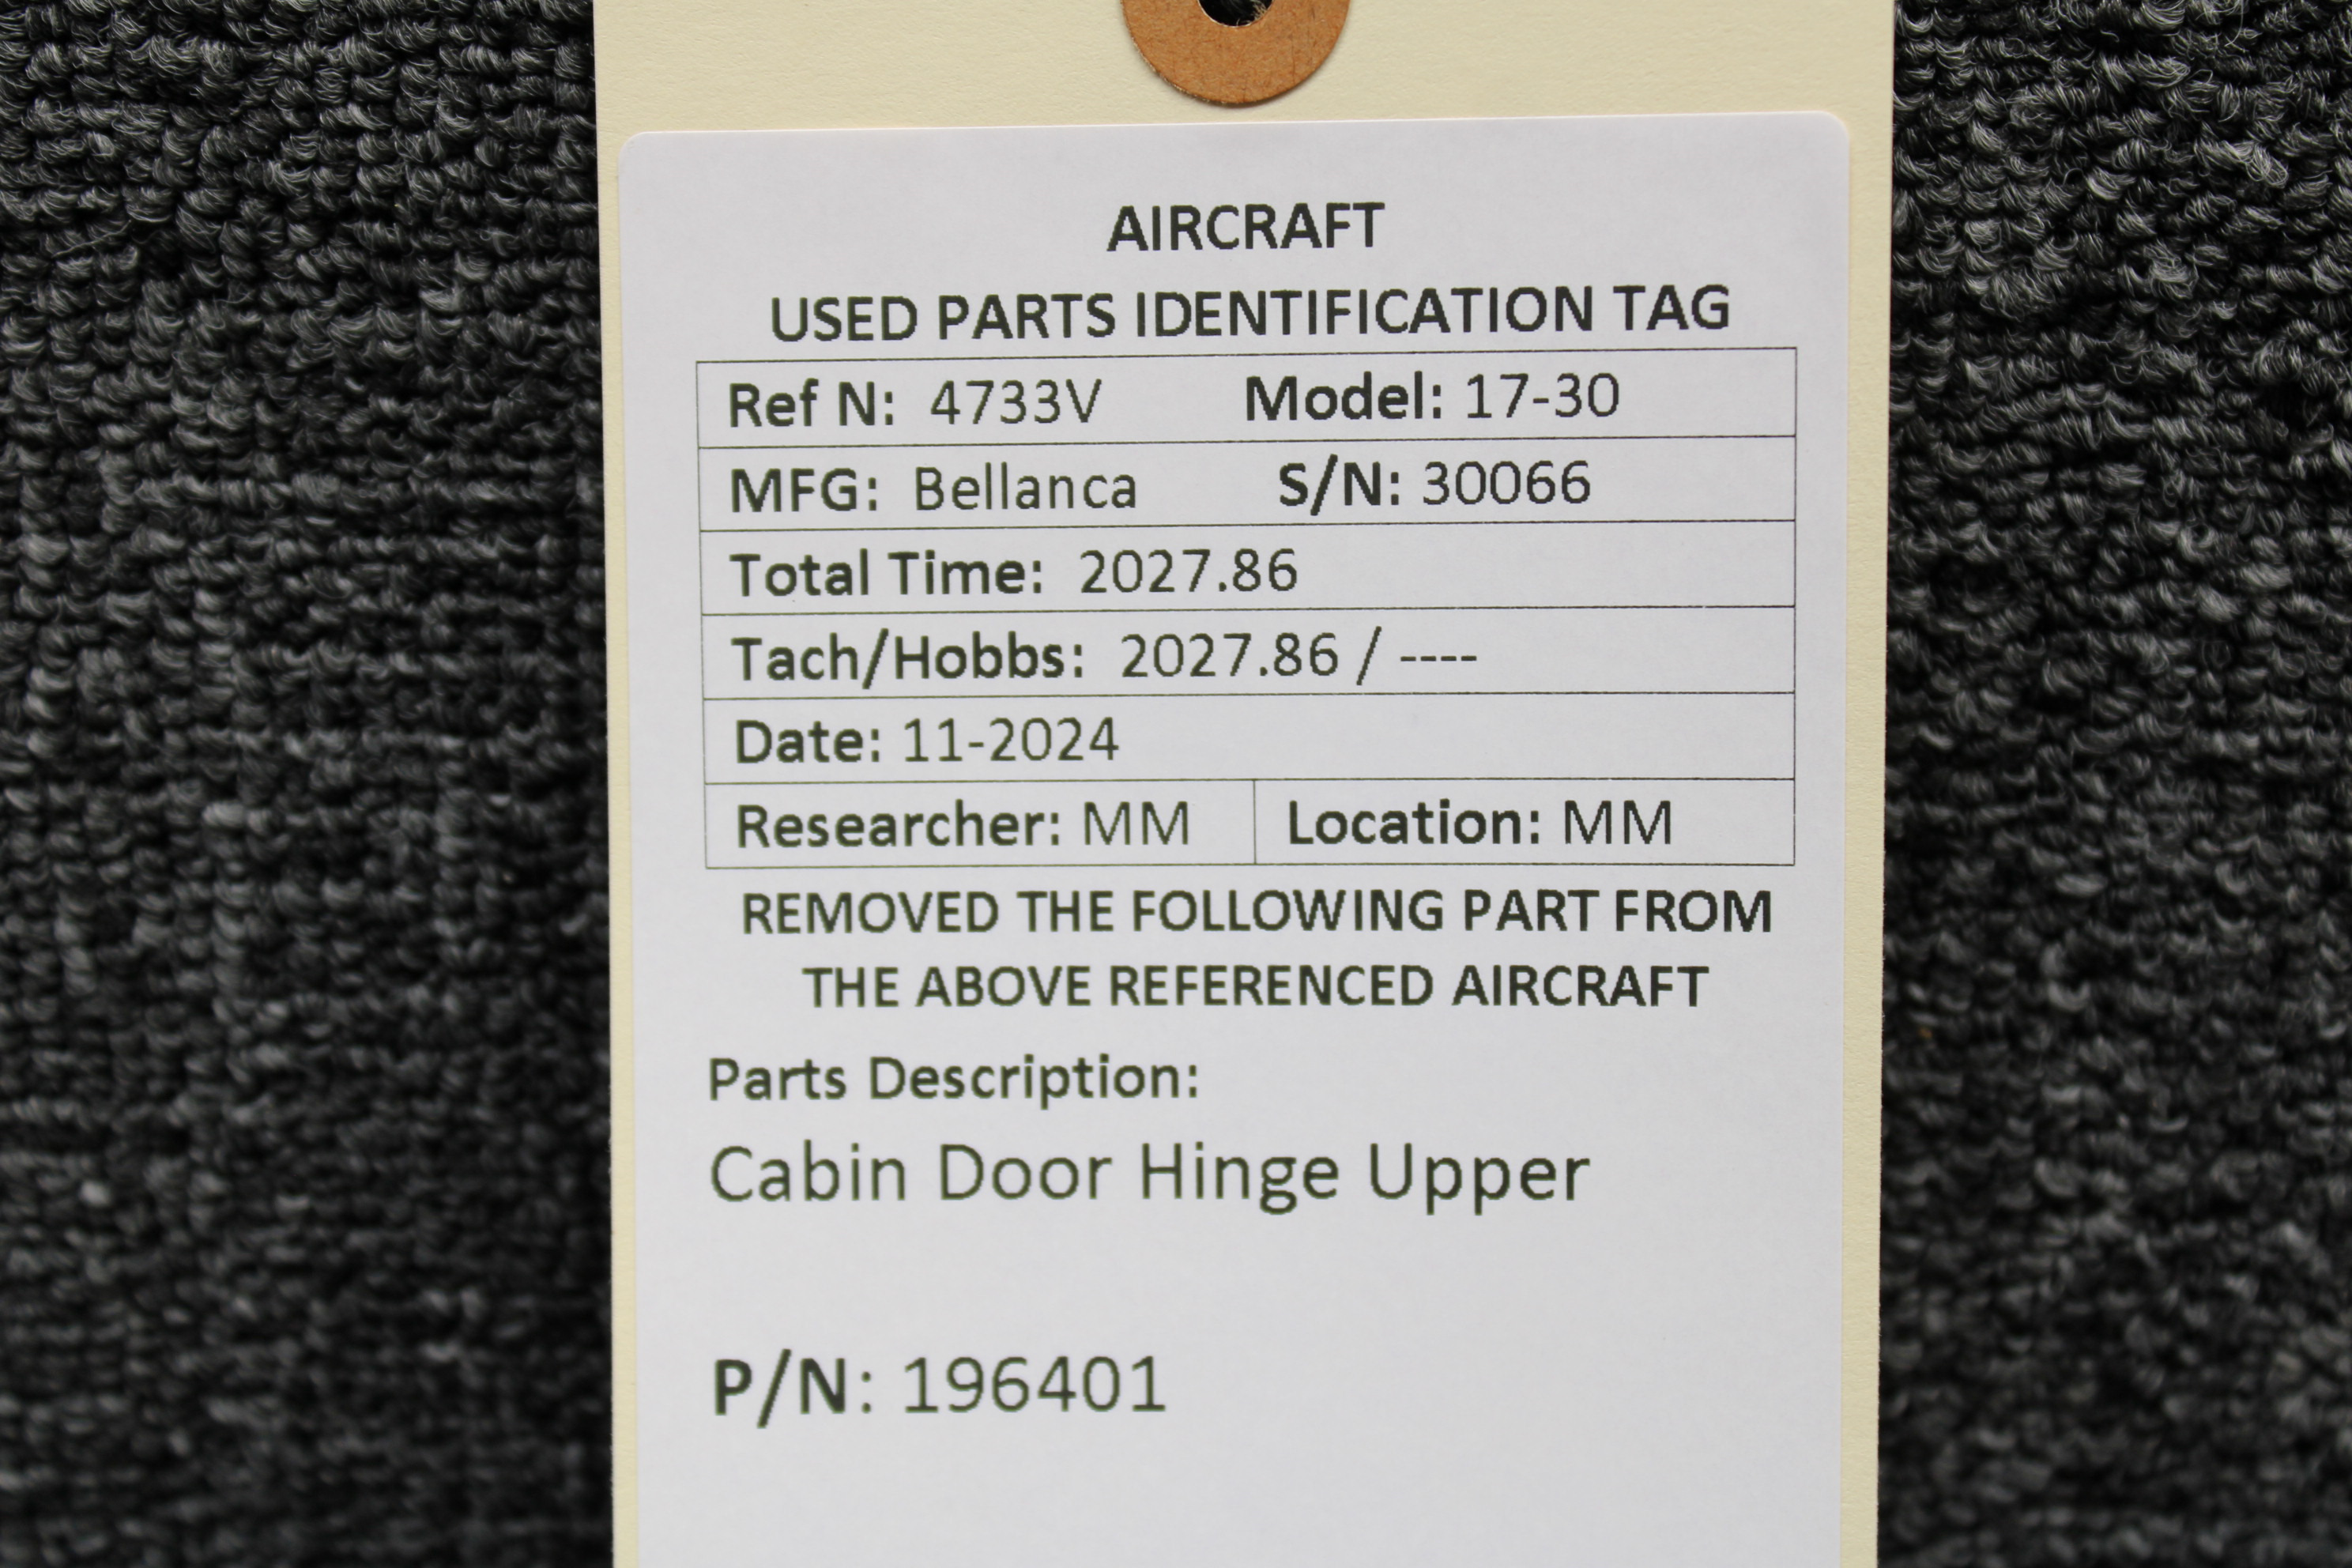 AIRCRAFT
USED PARTS IDENTIFICATION TAG
Ref N: 4733V Model: 17-30
MFG: Bellanca S/N: 30066
Total Time: 2027.86
Tach/Hobbs: 2027.86 / ----
Date: 11-2024
Researcher: MM Location: MM
REMOVED THE FOLLOWING PART FROM
THE ABOVE REFERENCED AIRCRAFT
Parts Description:
Cabin Door Hinge Upper
P/N: 196401